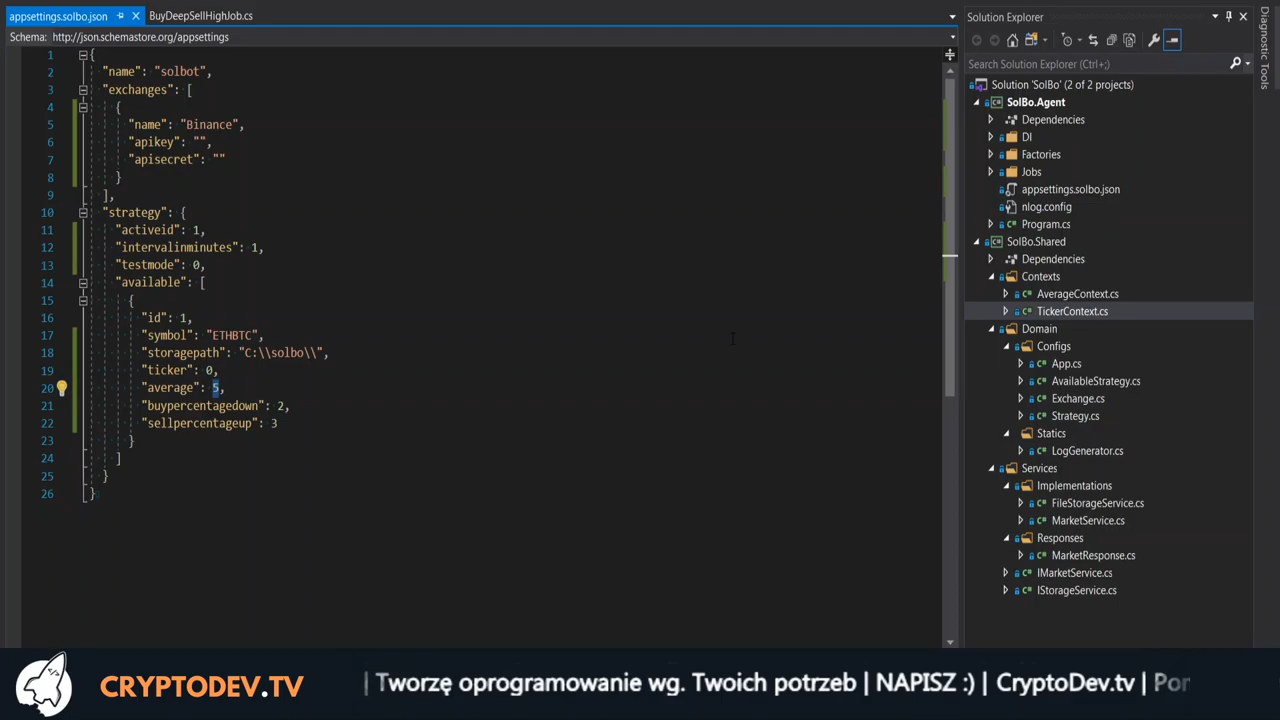 appsettings.solbo.json
BuyDeepSellHighJob.cs
Schema: http://json.schemastore.org/appsettings
1 {
2 "name": "solbot",
3 "exchanges": [
4 {
5 "name": "Binance",
6 "apikey": "",
7 "apisecret": ""
8 }
9 ],
10 "strategy": {
11 "activeid": 1,
12 "intervalinminutes": 1,
13 "testmode": 0,
14 "available": [
15 {
16 "id": 1,
17 "symbol": "ETHBTC",
18 "storagepath": "C:\\solbo\\",
19 "ticker": 0,
20 "average": 5,
21 "buypercentagedown": 2,
22 "sellpercentageup": 3
23 }
24 ]
25 }
26 }
Solution Explorer
Search Solution Explorer (Ctrl+;)
Solution 'SolBo' (2 of 2 projects)
SolBo.Agent
Dependencies
DI
Factories
Jobs
appsettings.solbo.json
nlog.config
C# Program.cs
SolBo.Shared
Dependencies
Contexts
C# AverageContext.cs
C# TickerContext.cs
Domain
Configs
C# App.cs
C# AvailableStrategy.cs
C# Exchange.cs
C# Strategy.cs
Statics
C# LogGenerator.cs
Services
Implementations
C# FileStorageService.cs
C# MarketService.cs
Responses
C# MarketResponse.cs
C# IMarketService.cs
C# IStorageService.cs
Diagnostic Tools
CRYPTODEV.TV
| Tworzę oprogramowanie wg. Twoich potrzeb | NAPISZ :) | CryptoDev.tv | Por